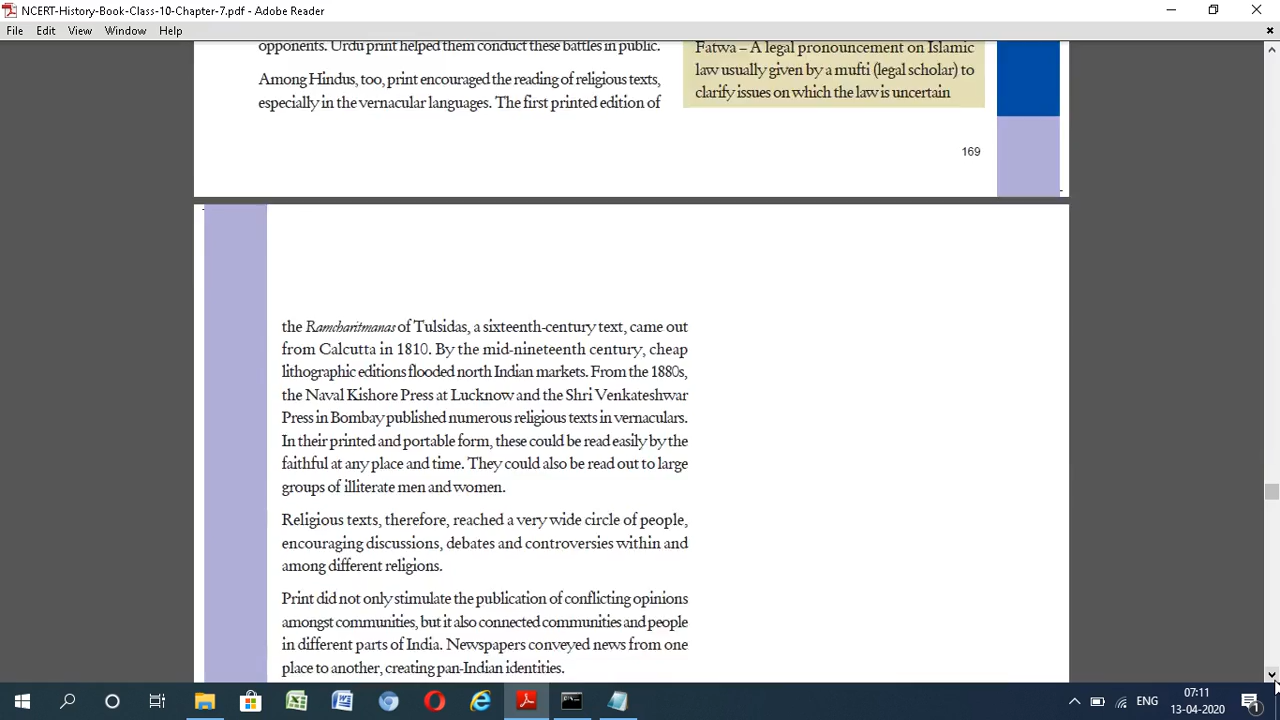 NCERT-History-Book-Class-10-Chapter-7.pdf - Adobe Reader
File Edit View Window Help
opponents. Urdu print helped them conduct these battles in public.
Among Hindus, too, print encouraged the reading of religious texts,
especially in the vernacular languages. The first printed edition of
Fatwa – A legal pronouncement on Islamic
law usually given by a mufti (legal scholar) to
clarify issues on which the law is uncertain
169
the Ramcharitmanas of Tulsidas, a sixteenth-century text, came out
from Calcutta in 1810. By the mid-nineteenth century, cheap
lithographic editions flooded north Indian markets. From the 1880s,
the Naval Kishore Press at Lucknow and the Shri Venkateshwar
Press in Bombay published numerous religious texts in vernaculars.
In their printed and portable form, these could be read easily by the
faithful at any place and time. They could also be read out to large
groups of illiterate men and women.
Religious texts, therefore, reached a very wide circle of people,
encouraging discussions, debates and controversies within and
among different religions.
Print did not only stimulate the publication of conflicting opinions
amongst communities, but it also connected communities and people
in different parts of India. Newspapers conveyed news from one
place to another, creating pan-Indian identities.
ENG
07:11
13-04-2020
1